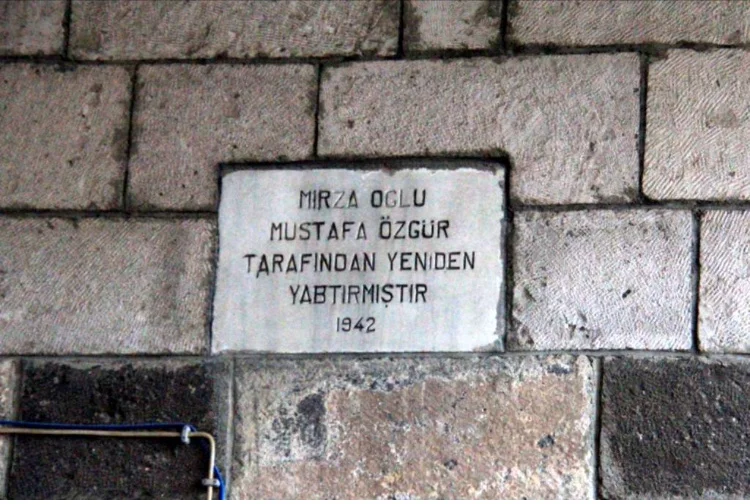 MIRZA OGLU
MUSTAFA ÖZGÜR
TARAFINDAN YENİDEN
YABTIRMIŞTIR
1942